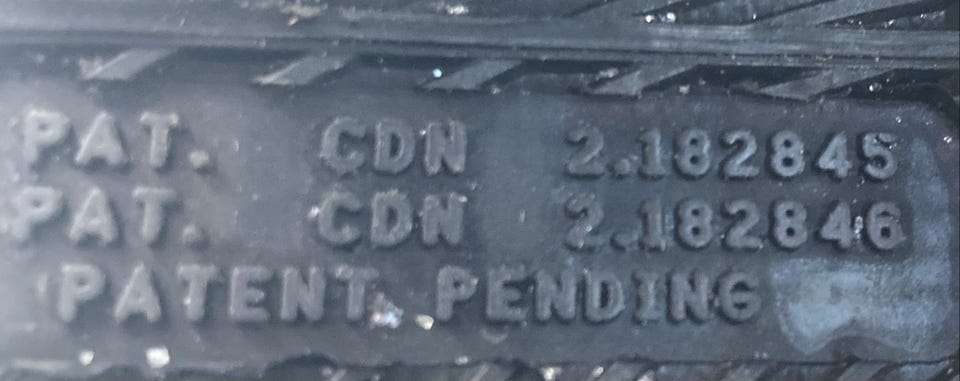 PAT. CDN 2.182845
PAT. CDN 2.182846
PATENT PENDING